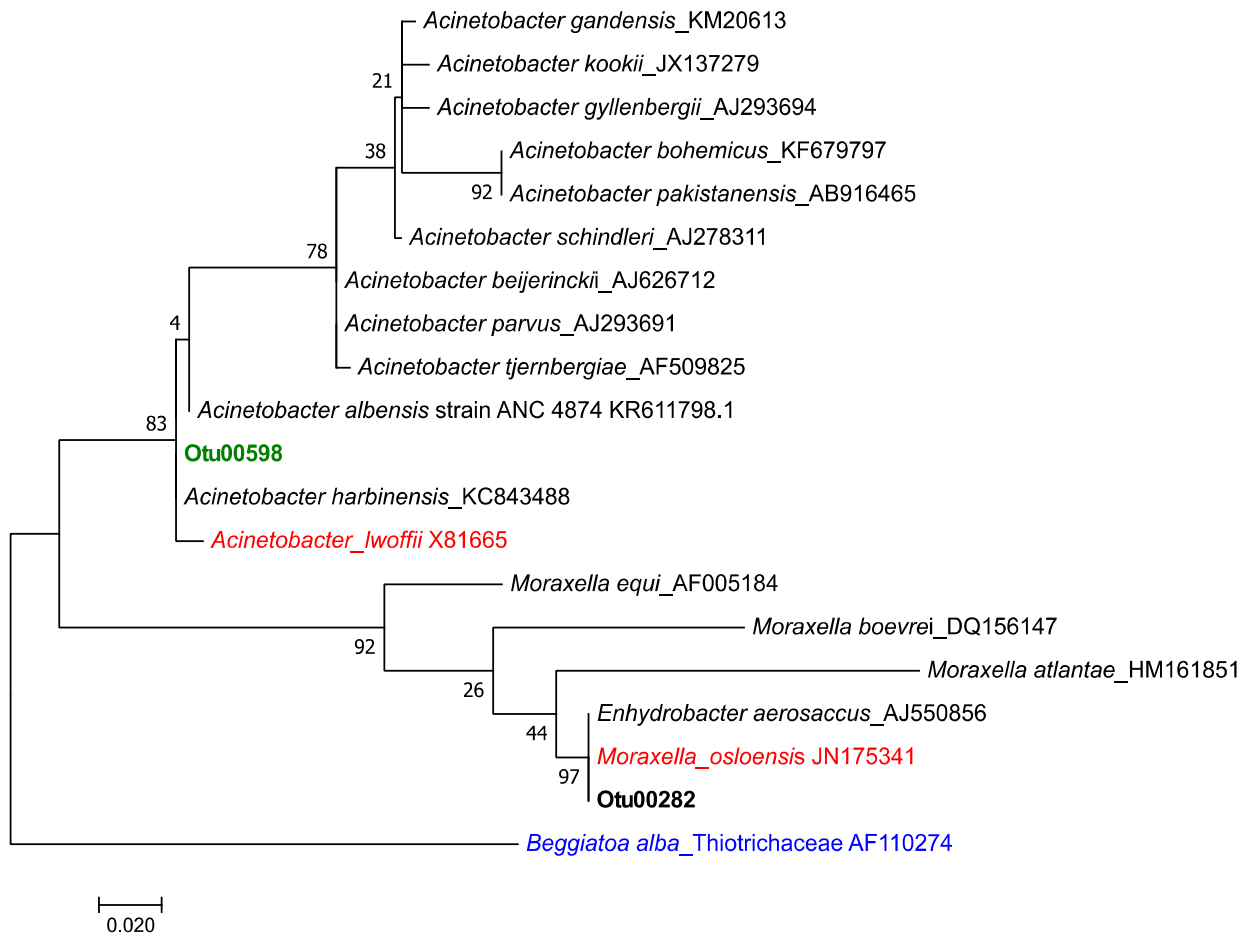 Acinetobacter gandensis_KM20613
Acinetobacter kookii_JX137279
21
Acinetobacter gyllenbergii_AJ293694
38
Acinetobacter bohemicus_KF679797
92
Acinetobacter pakistanensis_AB916465
Acinetobacter schindleri_AJ278311
78
Acinetobacter beijerinckii_AJ626712
4
Acinetobacter parvus_AJ293691
Acinetobacter tjernbergiae_AF509825
Acinetobacter albensis strain ANC 4874 KR611798.1
83
Otu00598
Acinetobacter harbinensis_KC843488
Acinetobacter_lwoffii X81665
Moraxella equi_AF005184
92
Moraxella boevrei_DQ156147
26
Moraxella atlantae_HM161851
44
Enhydrobacter aerosaccus_AJ550856
Moraxella_osloensis JN175341
97
Otu00282
Beggiatoa alba_Thiotrichaceae AF110274
0.020